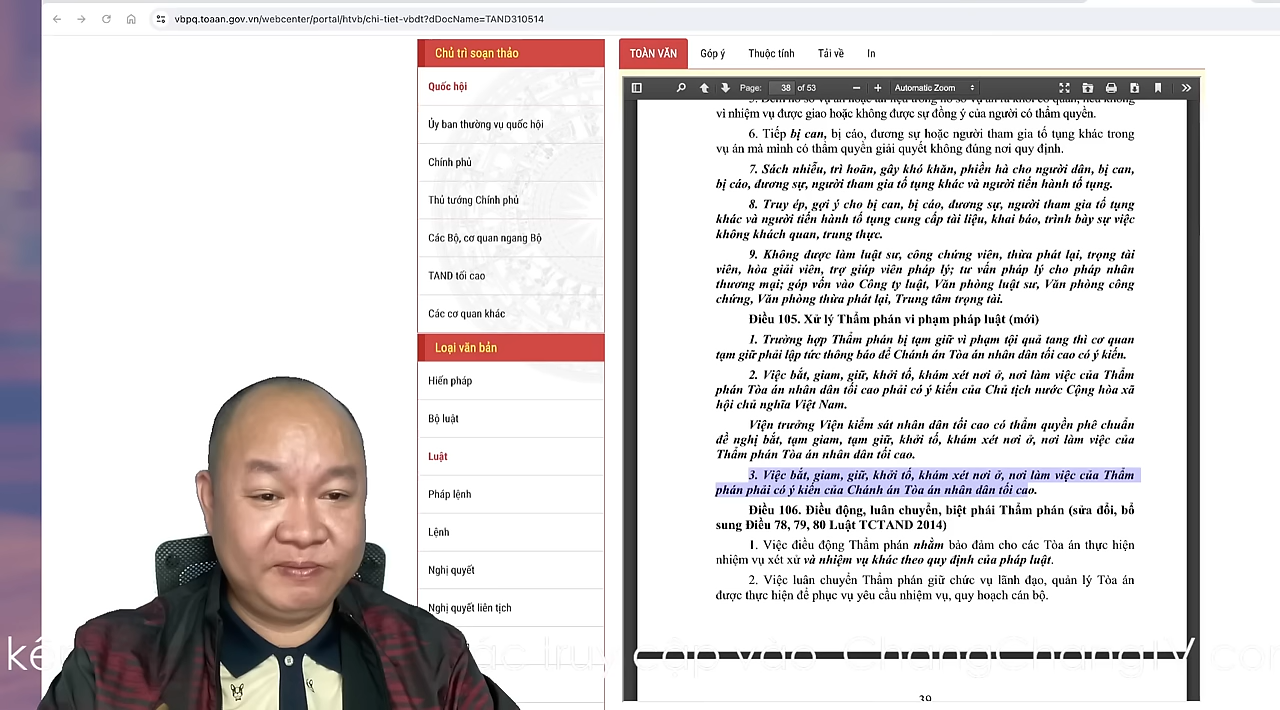 vbpq.toaan.gov.vn/webcenter/portal/htvb/chi-tiet-vbdt?dDocName=TAND310514
Chủ trì soạn thảo
Quốc hội
Ủy ban thường vụ quốc hội
Chính phủ
Thủ tướng Chính phủ
Các Bộ, cơ quan ngang Bộ
TAND tối cao
Các cơ quan khác
Loại văn bản
Hiến pháp
Bộ luật
Luật
Pháp lệnh
Lệnh
Nghị quyết
Nghị quyết liên tịch
TOÀN VĂN Góp ý Thuộc tính Tải về In
Page: 38 of 53 Automatic Zoom
vì nhiệm vụ được giao hoặc không được sự đồng ý của người có thẩm quyền.
6. Tiếp bị can, bị cáo, đương sự hoặc người tham gia tố tụng khác trong
vụ án mà mình có thẩm quyền giải quyết không đúng nơi quy định.
7. Sách nhiễu, trì hoãn, gây khó khăn, phiền hà cho người dân, bị can,
bị cáo, đương sự, người tham gia tố tụng khác và người tiến hành tố tụng.
8. Truy ép, gợi ý cho bị can, bị cáo, đương sự, người tham gia tố tụng
khác và người tiến hành tố tụng cung cấp tài liệu, khai báo, trình bày sự việc
không khách quan, trung thực.
9. Không được làm luật sư, công chứng viên, thừa phát lại, trọng tài
viên, hòa giải viên, trợ giúp viên pháp lý; tư vấn pháp lý cho pháp nhân
thương mại; góp vốn vào Công ty luật, Văn phòng luật sư, Văn phòng công
chứng, Văn phòng thừa phát lại, Trung tâm trọng tài.
Điều 105. Xử lý Thẩm phán vi phạm pháp luật (mới)
1. Trường hợp Thẩm phán bị tạm giữ vì phạm tội quả tang thì cơ quan
tạm giữ phải lập tức thông báo để Chánh án Tòa án nhân dân tối cao có ý kiến.
2. Việc bắt, giam, giữ, khởi tố, khám xét nơi ở, nơi làm việc của Thẩm
phán Tòa án nhân dân tối cao phải có ý kiến của Chủ tịch nước Cộng hòa xã
hội chủ nghĩa Việt Nam.
Viện trưởng Viện kiểm sát nhân dân tối cao có thẩm quyền phê chuẩn
đề nghị bắt, tạm giam, tạm giữ, khởi tố, khám xét nơi ở, nơi làm việc của
Thẩm phán Tòa án nhân dân tối cao.
3. Việc bắt, giam, giữ, khởi tố, khám xét nơi ở, nơi làm việc của Thẩm
phán phải có ý kiến của Chánh án Tòa án nhân dân tối cao.
Điều 106. Điều động, luân chuyển, biệt phái Thẩm phán (sửa đổi, bổ
sung Điều 78, 79, 80 Luật TCTAND 2014)
1. Việc điều động Thẩm phán nhằm bảo đảm cho các Tòa án thực hiện
nhiệm vụ xét xử và nhiệm vụ khác theo quy định của pháp luật.
2. Việc luân chuyển Thẩm phán giữ chức vụ lãnh đạo, quản lý Tòa án
được thực hiện để phục vụ yêu cầu nhiệm vụ, quy hoạch cán bộ.
truy cập vào ChangChangTV
39